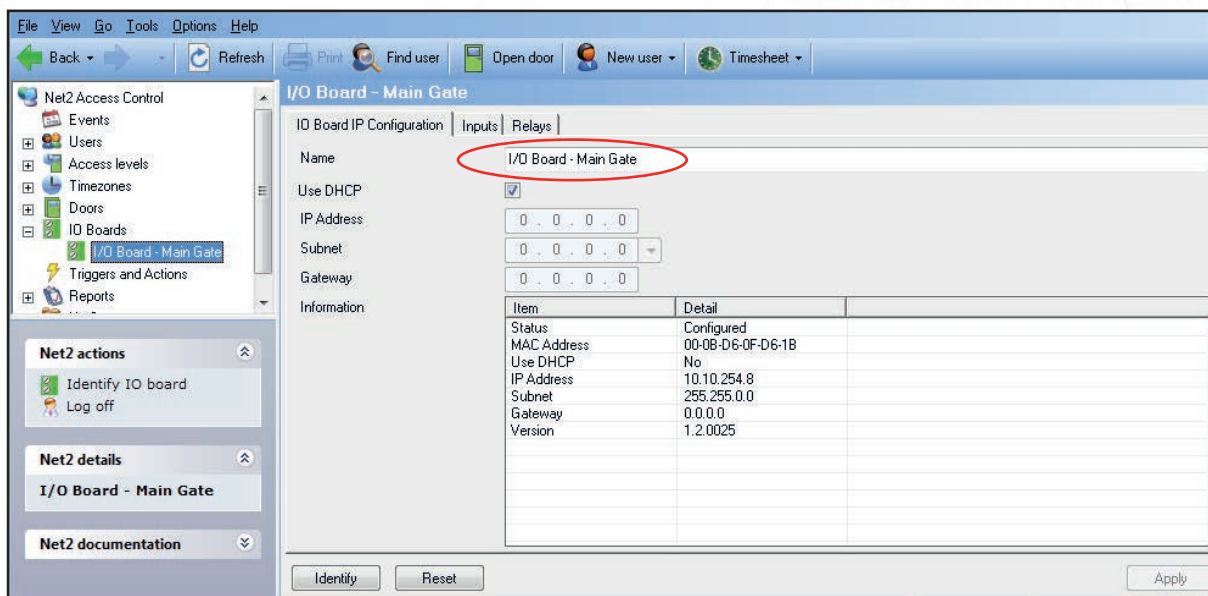 File View Go Tools Options Help
Back Refresh Print Find user Open door New user Timesheet
Net2 Access Control
Events
Users
Access levels
Timezones
Doors
IO Boards
I/O Board - Main Gate
Triggers and Actions
Reports
Net2 actions
Identify IO board
Log off
Net2 details
I/O Board - Main Gate
Net2 documentation
I/O Board - Main Gate
IO Board IP Configuration Inputs Relays
Name I/O Board - Main Gate
Use DHCP
IP Address 0 . 0 . 0 . 0
Subnet 0 . 0 . 0 . 0
Gateway 0 . 0 . 0 . 0
Information
Item Detail
Status Configured
MAC Address 00-0B-D6-0F-D6-1B
Use DHCP No
IP Address 10.10.254.8
Subnet 255.255.0.0
Gateway 0.0.0.0
Version 1.2.0025
Identify Reset Apply